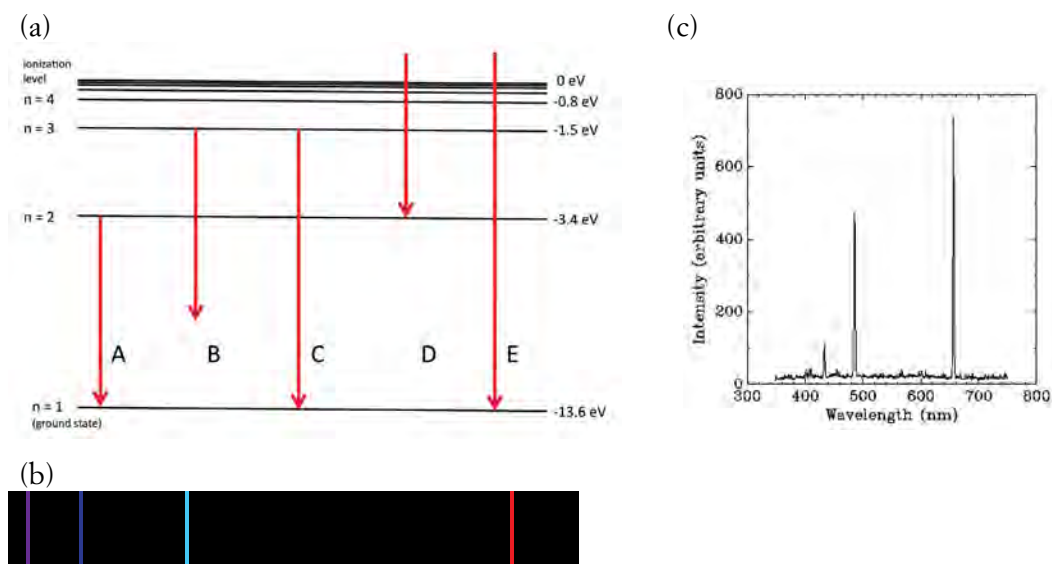 (a)
ionization
level
n = 4
n = 3
n = 2
n = 1
(ground state)
0 eV
-0.8 eV
-1.5 eV
-3.4 eV
-13.6 eV
A B C D E
(b)
(c)
Intensity (arbitrary units)
800
600
400
200
0
300 400 500 600 700 800
Wavelength (nm)